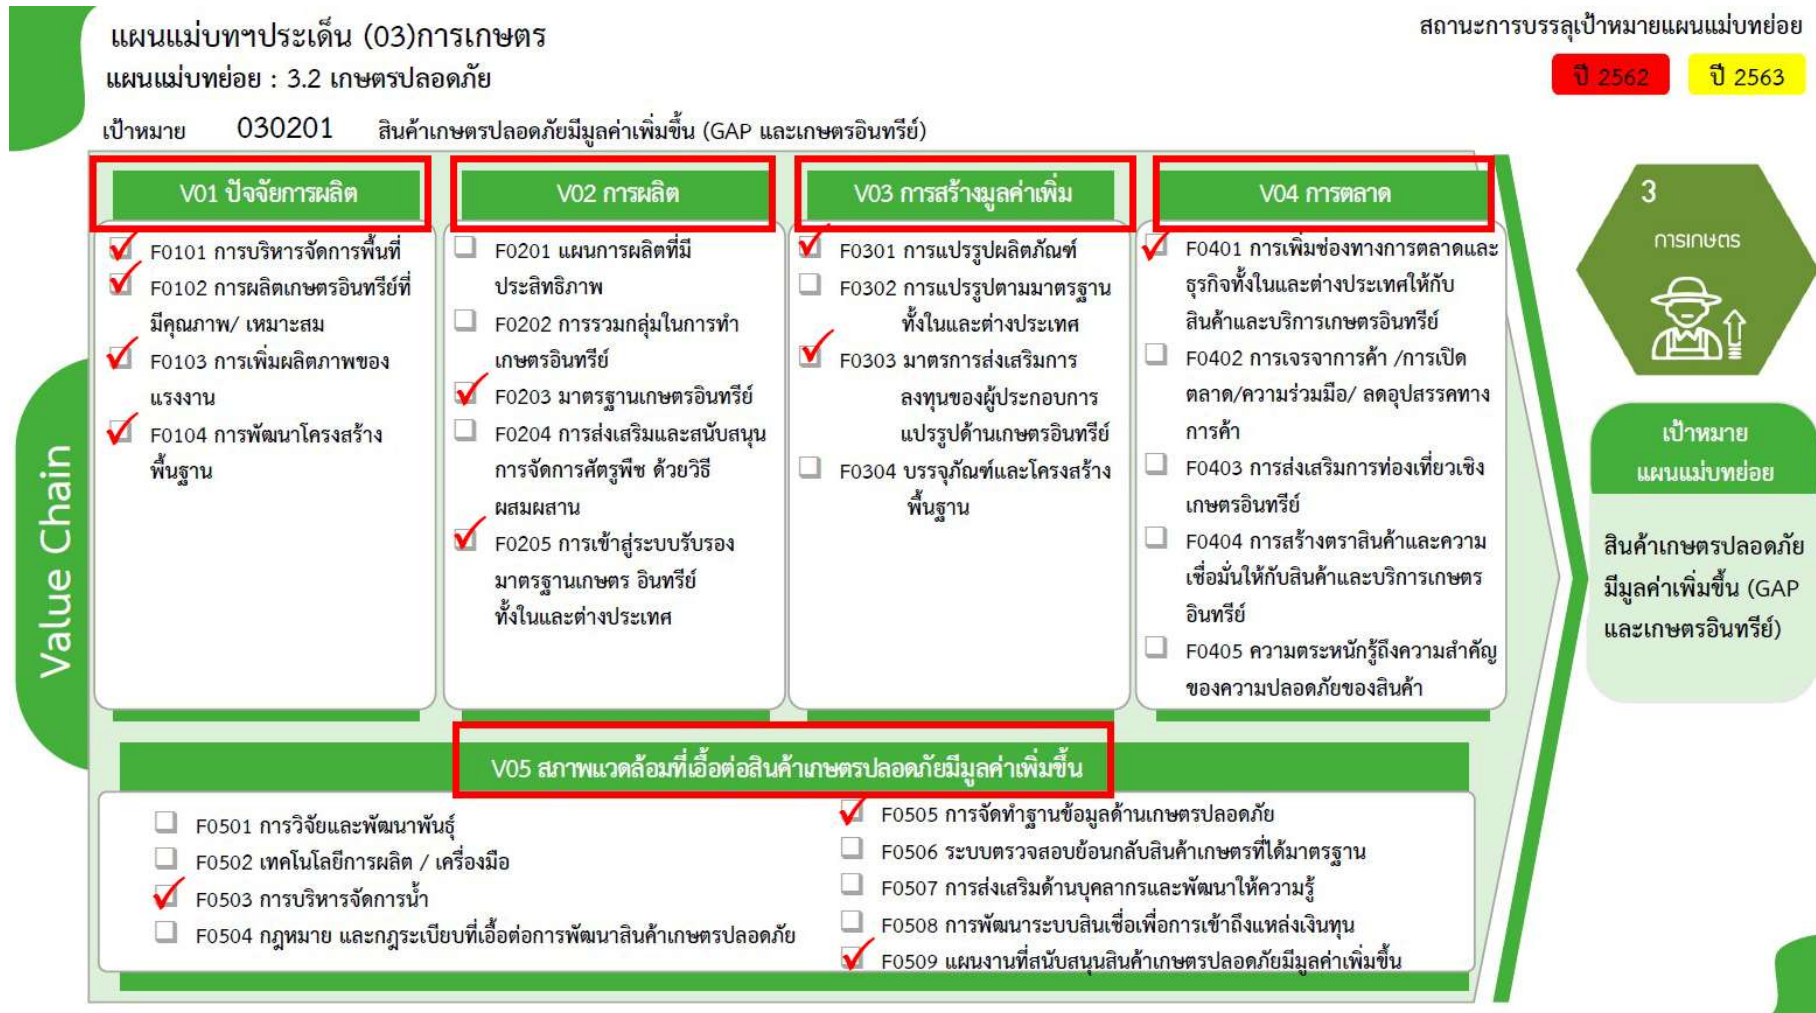 แผนแม่บทฯประเด็น (03)การเกษตร
แผนแม่บทย่อย : 3.2 เกษตรปลอดภัย
สถานะการบรรลุเป้าหมายแผนแม่บทย่อย
ปี 2562
ปี 2563
เป้าหมาย 030201 สินค้าเกษตรปลอดภัยมีมูลค่าเพิ่มขึ้น (GAP และเกษตรอินทรีย์)
Value Chain
V01 ปัจจัยการผลิต
F0101 การบริหารจัดการพื้นที่
F0102 การผลิตเกษตรอินทรีย์ที่
มีคุณภาพ/ เหมาะสม
F0103 การเพิ่มผลิตภาพของ
แรงงาน
F0104 การพัฒนาโครงสร้าง
พื้นฐาน
V02 การผลิต
F0201 แผนการผลิตที่มี
ประสิทธิภาพ
F0202 การรวมกลุ่มในการทำ
เกษตรอินทรีย์
F0203 มาตรฐานเกษตรอินทรีย์
F0204 การส่งเสริมและสนับสนุน
การจัดการศัตรูพืช ด้วยวิธี
ผสมผสาน
F0205 การเข้าสู่ระบบรับรอง
มาตรฐานเกษตร อินทรีย์
ทั้งในและต่างประเทศ
V03 การสร้างมูลค่าเพิ่ม
F0301 การแปรรูปผลิตภัณฑ์
F0302 การแปรรูปตามมาตรฐาน
ทั้งในและต่างประเทศ
F0303 มาตรการส่งเสริมการ
ลงทุนของผู้ประกอบการ
แปรรูปด้านเกษตรอินทรีย์
F0304 บรรจุภัณฑ์และโครงสร้าง
พื้นฐาน
V04 การตลาด
F0401 การเพิ่มช่องทางการตลาดและ
ธุรกิจทั้งในและต่างประเทศให้กับ
สินค้าและบริการเกษตรอินทรีย์
F0402 การเจรจาการค้า /การเปิด
ตลาด/ความร่วมมือ/ ลดอุปสรรคทาง
การค้า
F0403 การส่งเสริมการท่องเที่ยวเชิง
เกษตรอินทรีย์
F0404 การสร้างตราสินค้าและความ
เชื่อมั่นให้กับสินค้าและบริการเกษตร
อินทรีย์
F0405 ความตระหนักรู้ถึงความสำคัญ
ของความปลอดภัยของสินค้า
V05 สภาพแวดล้อมที่เอื้อต่อสินค้าเกษตรปลอดภัยมีมูลค่าเพิ่มขึ้น
F0501 การวิจัยและพัฒนาพันธุ์
F0502 เทคโนโลยีการผลิต / เครื่องมือ
F0503 การบริหารจัดการน้ำ
F0504 กฎหมาย และกฎระเบียบที่เอื้อต่อการพัฒนาสินค้าเกษตรปลอดภัย
F0505 การจัดทำฐานข้อมูลด้านเกษตรปลอดภัย
F0506 ระบบตรวจสอบย้อนกลับสินค้าเกษตรที่ได้มาตรฐาน
F0507 การส่งเสริมด้านบุคลากรและพัฒนาให้ความรู้
F0508 การพัฒนาระบบสินเชื่อเพื่อการเข้าถึงแหล่งเงินทุน
F0509 แผนงานที่สนับสนุนสินค้าเกษตรปลอดภัยมีมูลค่าเพิ่มขึ้น
3
การเกษตร
เป้าหมาย
แผนแม่บทย่อย
สินค้าเกษตรปลอดภัย
มีมูลค่าเพิ่มขึ้น (GAP
และเกษตรอินทรีย์)